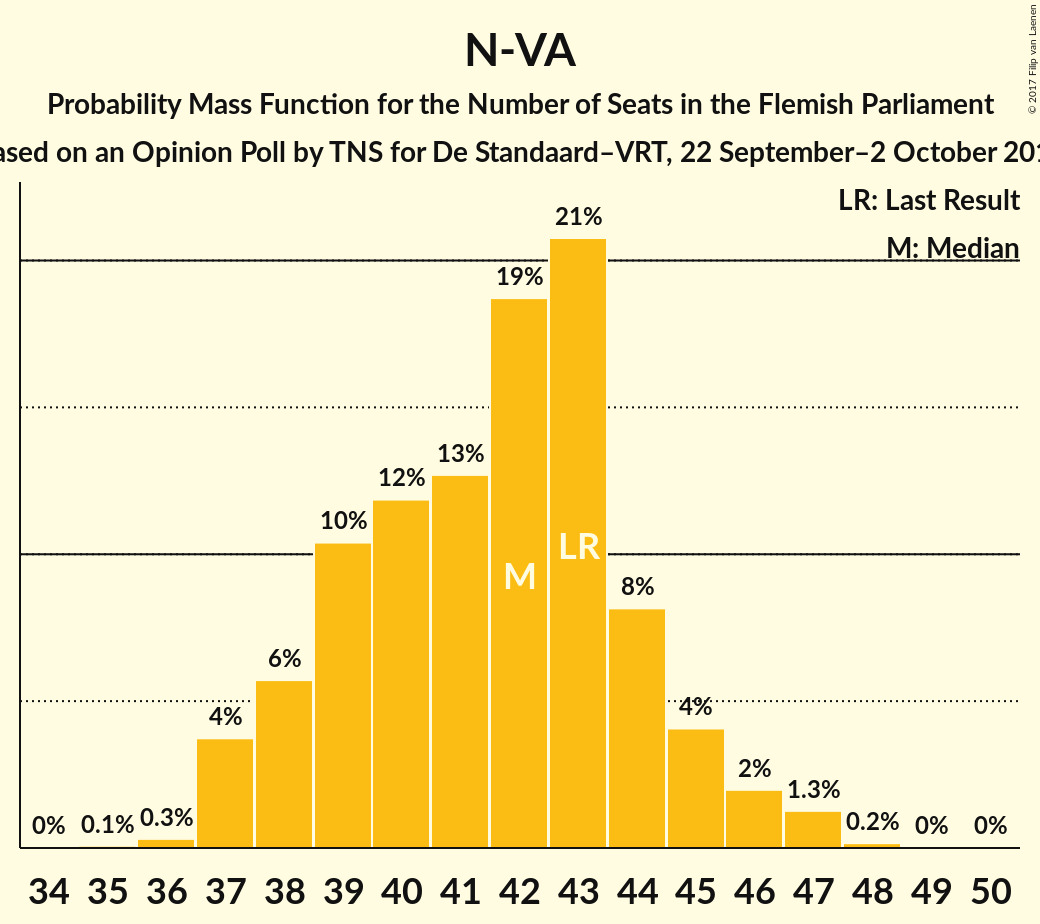 N-VA
Probability Mass Function for the Number of Seats in the Flemish Parliament
on an Opinion Poll by TNS for De Standaard–VRT, 22 September–2 October
© 2017 Filip van Laenen
LR: Last Result
M: Median
21%
19%
13%
12%
10%
LR
M
8%
6%
4%
4%
2%
1.3%
0% 0.1% 0.3% 0.2% 0% 0%
34 35 36 37 38 39 40 41 42 43 44 45 46 47 48 49 50